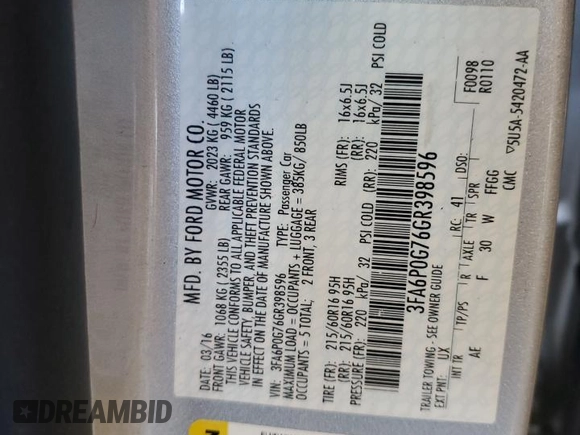 MFD. BY FORD MOTOR CO.
DATE: 03/16 GVWR: 2023 KG ( 4460 LB)
FRONT GAWR: 1068 KG ( 2355 LB) REAR GAWR: 959 KG ( 2115 LB)
THIS VEHICLE CONFORMS TO ALL APPLICABLE FEDERAL MOTOR
VEHICLE SAFETY, BUMPER, AND THEFT PREVENTION STANDARDS
IN EFFECT ON THE DATE OF MANUFACTURE SHOWN ABOVE.
VIN: 3FA6P0G76GR398596 TYPE: Passenger Car
MAXIMUM LOAD = OCCUPANTS + LUGGAGE = 385KG/ 850LB
OCCUPANTS = 5 TOTAL: 2 FRONT, 3 REAR
TIRE (FR): 215/60R16 95H RIMS (FR): 16x6.5J
(RR): 215/60R16 95H (RR): 16x6.5J
PRESSURE (FR): 220 kPa/ 32 PSI COLD (RR): 220 kPa/ 32 PSI COLD
3FA6P0G76GR398596
TRAILER TOWING - SEE OWNER GUIDE F0098
EXT PNT: UX RC: 41 DSO: R0110
INT TR TP/PS R AXLE TR SPR
AE F 30 W FFGG
CMC ▽5U5A-5420472-AA
DREAMBID